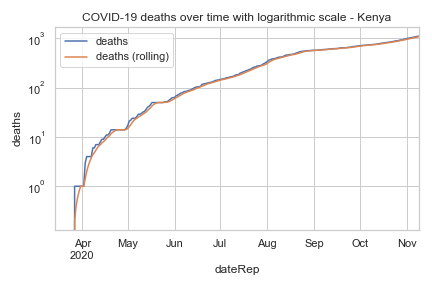 COVID-19 deaths over time with logarithmic scale - Kenya
deaths
deaths (rolling)
10³
10²
10¹
10⁰
deaths
Apr May Jun Jul Aug Sep Oct Nov
2020
dateRep